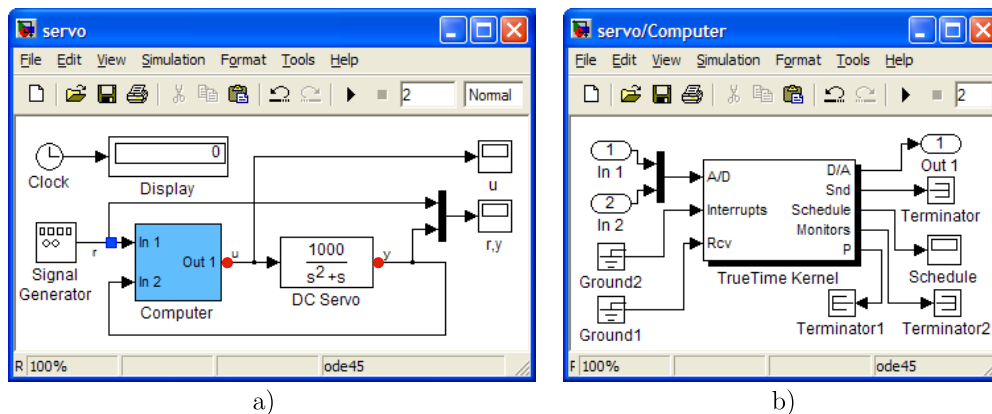 servo
File Edit View Simulation Format Tools Help
2 Normal
0
Clock
Display
u
r
In 1
In 2
Out 1
u
1000
s²+s
y
r,y
Signal
Generator
Computer
DC Servo
R 100% ode45
a)
servo/Computer
File Edit View Simulation Format Tools Help
2
1
In 1
2
In 2
A/D
Interrupts
Rcv
D/A
Snd
Schedule
Monitors
P
1
Out 1
Terminator
Ground2
TrueTime Kernel
Schedule
Ground1
Terminator1
Terminator2
F 100% ode45
b)